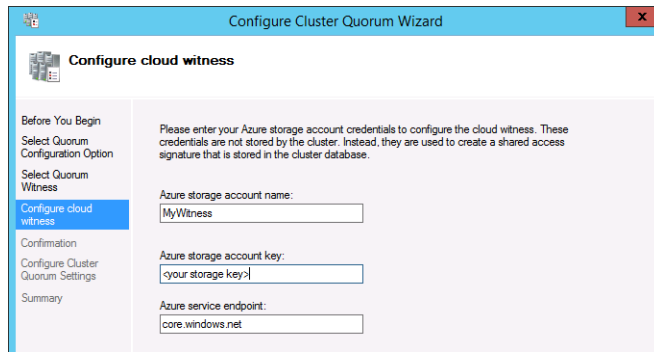 Configure Cluster Quorum Wizard
x
Configure cloud witness
Before You Begin
Select Quorum
Configuration Option
Select Quorum
Witness
Configure cloud
witness
Confirmation
Configure Cluster
Quorum Settings
Summary
Please enter your Azure storage account credentials to configure the cloud witness. These
credentials are not stored by the cluster. Instead, they are used to create a shared access
signature that is stored in the cluster database.
Azure storage account name:
MyWitness
Azure storage account key:
<your storage key>
Azure service endpoint:
core.windows.net